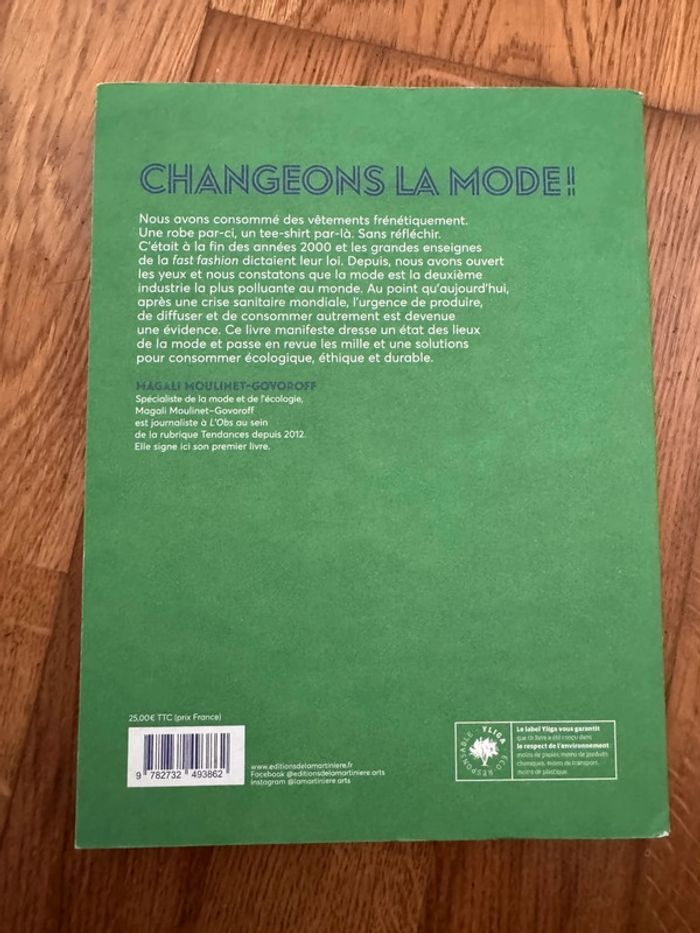 CHANGEONS LA MODE!
Nous avons consommé des vêtements frénétiquement.
Une robe par-ci, un tee-shirt par-là. Sans réfléchir.
C'était à la fin des années 2000 et les grandes enseignes
de la fast fashion dictaient leur loi. Depuis, nous avons ouvert
les yeux et nous constatons que la mode est la deuxième
industrie la plus polluante au monde. Au point qu'aujourd'hui,
après une crise sanitaire mondiale, l'urgence de produire,
de diffuser et de consommer autrement est devenue
une évidence. Ce livre manifeste dresse un état des lieux
de la mode et passe en revue les mille et une solutions
pour consommer écologique, éthique et durable.
MAGALI MOULINET-GOVOROFF
Spécialiste de la mode et de l'écologie,
Magali Moulinet-Govoroff
est journaliste à L'Obs au sein
de la rubrique Tendances depuis 2012.
Elle signe ici son premier livre.
25,00€ TTC (prix France)
9 782732 493862
www.editionsdelamartiniere.fr
Facebook @editionsdelamartiniere.arts
Instagram @lamartiniere.arts
YLIGA
ÉCO RESPONSABLE
Le label Yliga vous garantit
que ce livre a été conçu dans
le respect de l'environnement
moins de papier, moins de produits
chimiques, moins de transport,
moins de plastique.